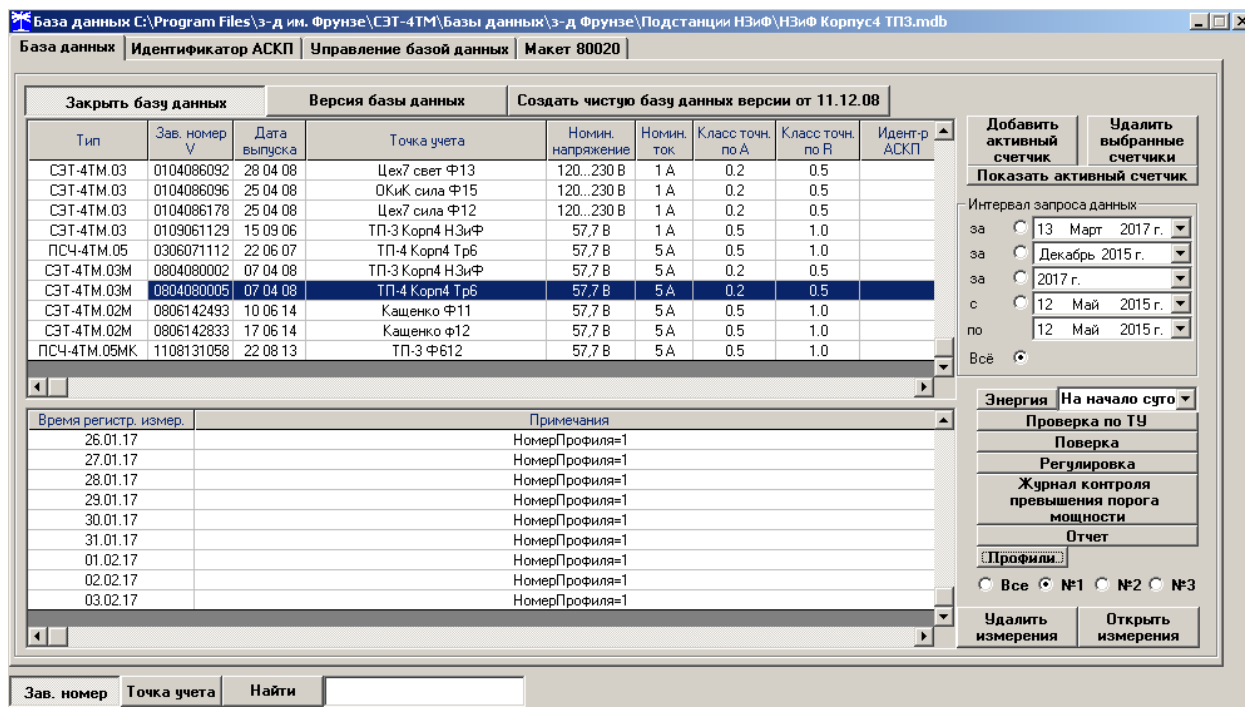 База данных C:\Program Files\з-д им. Фрунзе\СЭТ-4ТМ\Базы данных\з-д Фрунзе\Подстанции НЗиФ\НЗиФ Корпус4 ТП3.mdb
База данных Идентификатор АСКП Управление базой данных Макет 80020
Закрыть базу данных Версия базы данных Создать чистую базу данных версии от 11.12.08
Тип Зав. номер V Дата выпуска Точка учета Номин. напряжение Номин. ток Класс точн. по A Класс точн. по R Идент-р АСКП
СЭТ-4ТМ.03 0104086092 28 04 08 Цех7 свет Ф13 120...230 В 1 А 0.2 0.5
СЭТ-4ТМ.03 0104086096 25 04 08 ОКиК сила Ф15 120...230 В 1 А 0.2 0.5
СЭТ-4ТМ.03 0104086178 25 04 08 Цех7 сила Ф12 120...230 В 1 А 0.2 0.5
СЭТ-4ТМ.03 0109061129 15 09 06 ТП-3 Корп4 НЗиФ 57,7 В 1 А 0.5 1.0
ПСЧ-4ТМ.05 0306071112 22 06 07 ТП-4 Корп4 Тр6 57,7 В 5 А 0.5 1.0
СЭТ-4ТМ.03М 0804080002 07 04 08 ТП-3 Корп4 НЗиФ 57,7 В 5 А 0.2 0.5
СЭТ-4ТМ.03М 0804080005 07 04 08 ТП-4 Корп4 Тр6 57,7 В 5 А 0.2 0.5
СЭТ-4ТМ.02М 0806142493 10 06 14 Кащенко Ф11 57,7 В 5 А 0.5 1.0
СЭТ-4ТМ.02М 0806142833 17 06 14 Кащенко ф12 57,7 В 5 А 0.5 1.0
ПСЧ-4ТМ.05МК 1108131058 22 08 13 ТП-3 Ф612 57,7 В 5 А 0.5 1.0
Время регистр. измер. Примечания
26.01.17 НомерПрофиля=1
27.01.17 НомерПрофиля=1
28.01.17 НомерПрофиля=1
29.01.17 НомерПрофиля=1
30.01.17 НомерПрофиля=1
31.01.17 НомерПрофиля=1
01.02.17 НомерПрофиля=1
02.02.17 НомерПрофиля=1
03.02.17 НомерПрофиля=1
Добавить активный счетчик
Удалить выбранные счетчики
Показать активный счетчик
Интервал запроса данных
за 13 Март 2017 г.
за Декабрь 2015 г.
за 2017 г.
с 12 Май 2015 г.
по 12 Май 2015 г.
Всё
Энергия На начало суто
Проверка по ТУ
Поверка
Регулировка
Журнал контроля
превышения порога
мощности
Отчет
Профили
Все №1 №2 №3
Удалить измерения
Открыть измерения
Зав. номер Точка учета Найти